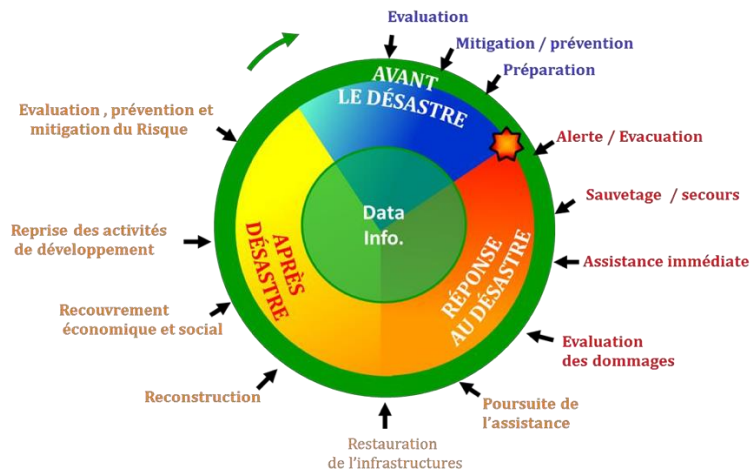 Evaluation
Mitigation / prévention
Préparation
AVANT
LE DÉSASTRE
Alerte / Evacuation
Sauvetage / secours
Assistance immédiate
RÉPONSE
AU DÉSASTRE
Evaluation
des dommages
Poursuite de
l'assistance
Restauration
de l'infrastructures
Reconstruction
Recouvrement
économique et social
Reprise des activités
de développement
Evaluation , prévention et
mitigation du Risque
APRÈS
DÉSASTRE
Data
Info.